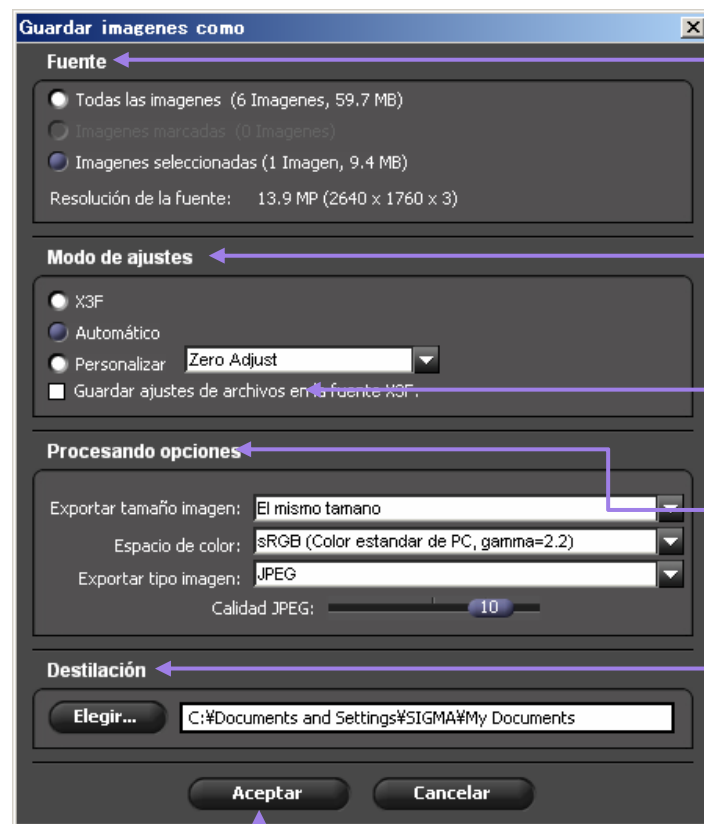 Guardar imagenes como
Fuente
Todas las imagenes (6 Imagenes, 59.7 MB)
Imagenes marcadas (0 Imagenes)
Imagenes seleccionadas (1 Imagen, 9.4 MB)
Resolución de la fuente: 13.9 MP (2640 x 1760 x 3)
Modo de ajustes
X3F
Automático
Personalizar Zero Adjust
Guardar ajustes de archivos en la fuente X3F.
Procesando opciones
Exportar tamaño imagen: El mismo tamano
Espacio de color: sRGB (Color estandar de PC, gamma=2.2)
Exportar tipo imagen: JPEG
Calidad JPEG: 10
Destilación
Elegir... C:¥Documents and Settings¥SIGMA¥My Documents
Aceptar Cancelar